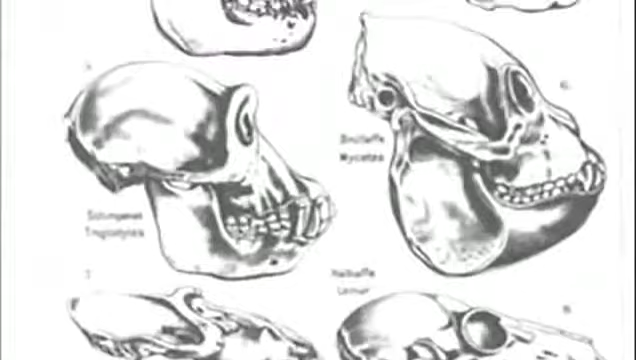 Brüllaffe
Mycetes
Schimpanse
Troglodytes
Halbaffe
Lemur